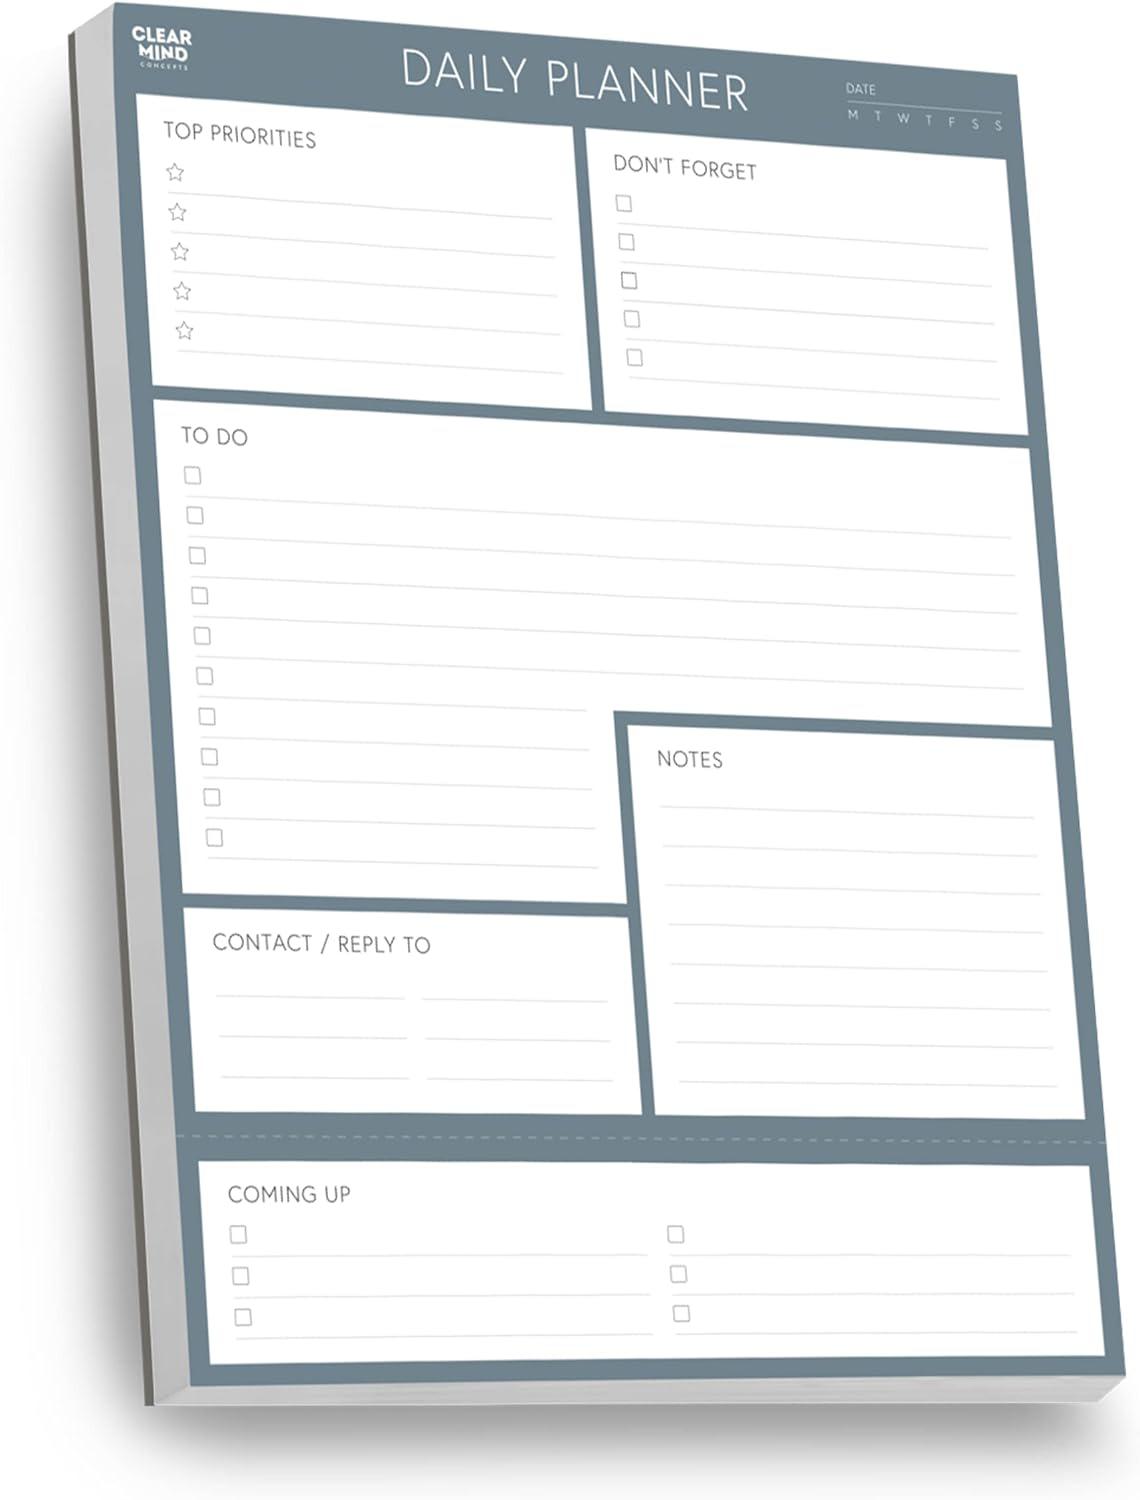 CLEAR
MIND
CONCEPTS
DAILY PLANNER
DATE
M T W T F S S
TOP PRIORITIES
DON'T FORGET
TO DO
NOTES
CONTACT / REPLY TO
COMING UP